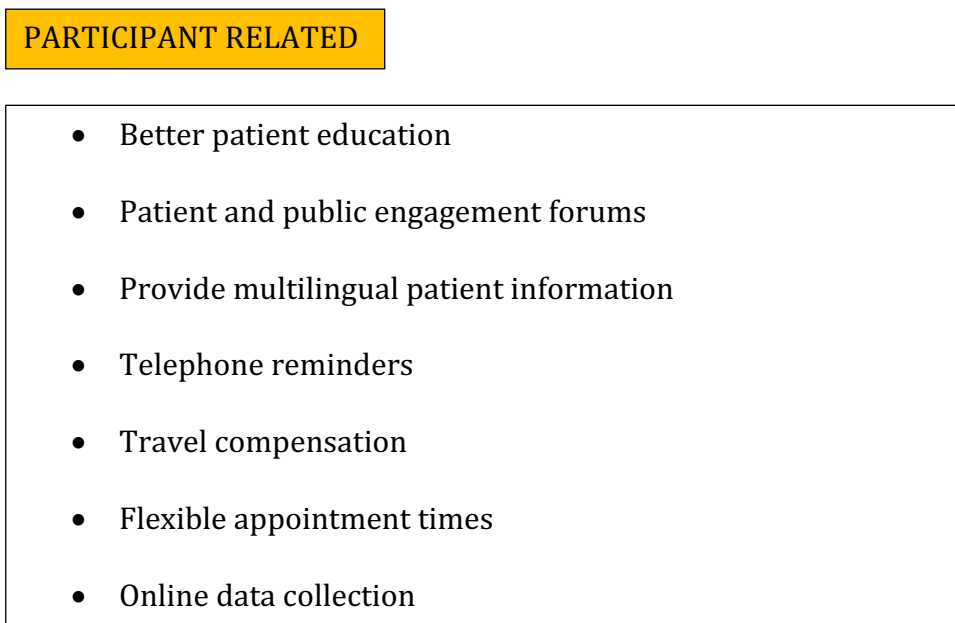 PARTICIPANT RELATED
• Better patient education
• Patient and public engagement forums
• Provide multilingual patient information
• Telephone reminders
• Travel compensation
• Flexible appointment times
• Online data collection